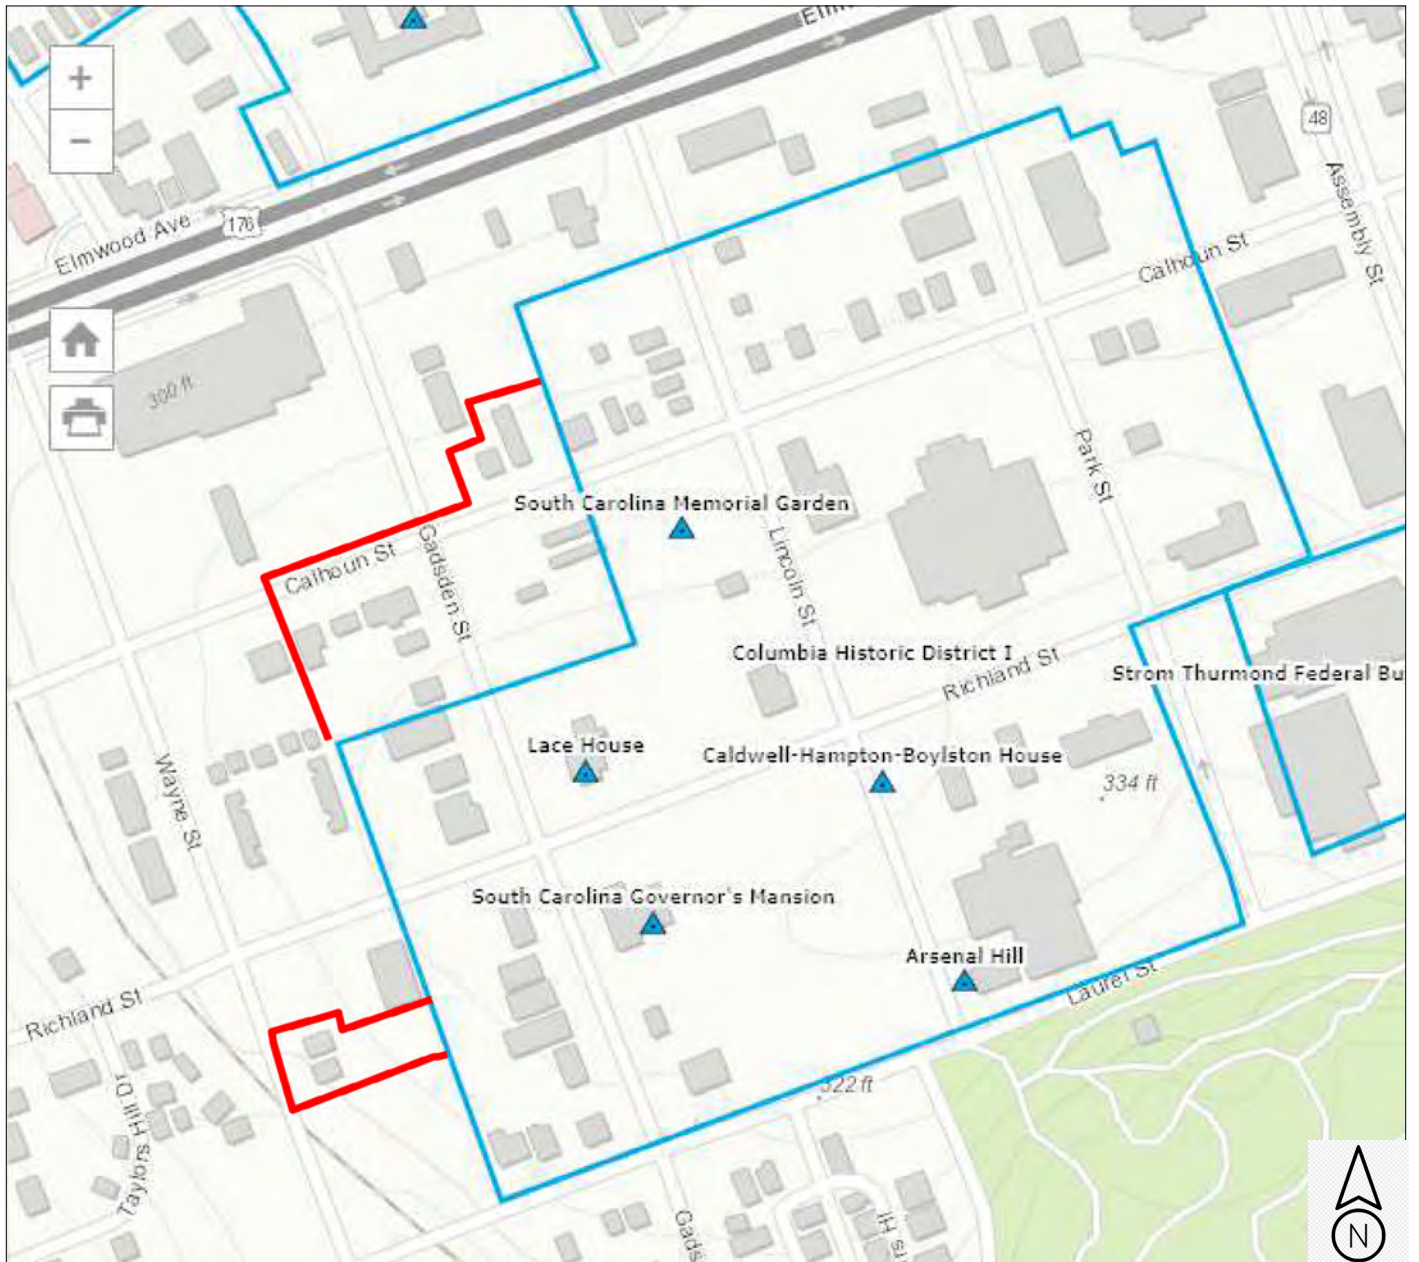 +
−
48
Elmwood Ave
176
Assembly St
Calhoun St
300 ft
Park St
South Carolina Memorial Garden
Gadsden St
Lincoln St
Calhoun St
Columbia Historic District I
Richland St
Strom Thurmond Federal Bu
Lace House
Caldwell-Hampton-Boylston House
Wayne St
334 ft
South Carolina Governor's Mansion
Arsenal Hill
Laurel St
Richland St
Taylors Hill Dr
322 ft
Gads
rs Hi
N